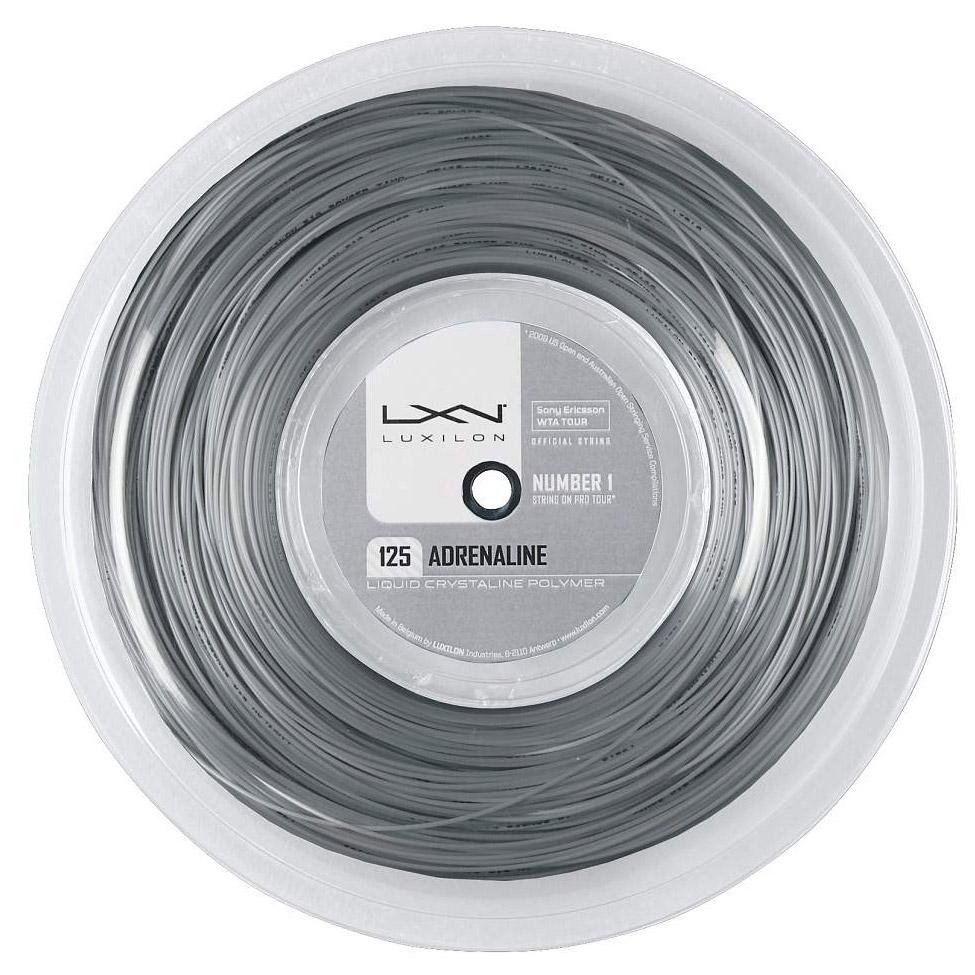 * 2009 US Open and Australian Open Stringing Service Compilations
LXN
LUXILON
Sony Ericsson
WTA TOUR
OFFICIAL STRING
NUMBER 1
STRING ON PRO TOUR*
125 ADRENALINE
LIQUID CRYSTALINE POLYMER
Made in Belgium by LUXILON Industries, B-2110 Antwerp • www.luxilon.com